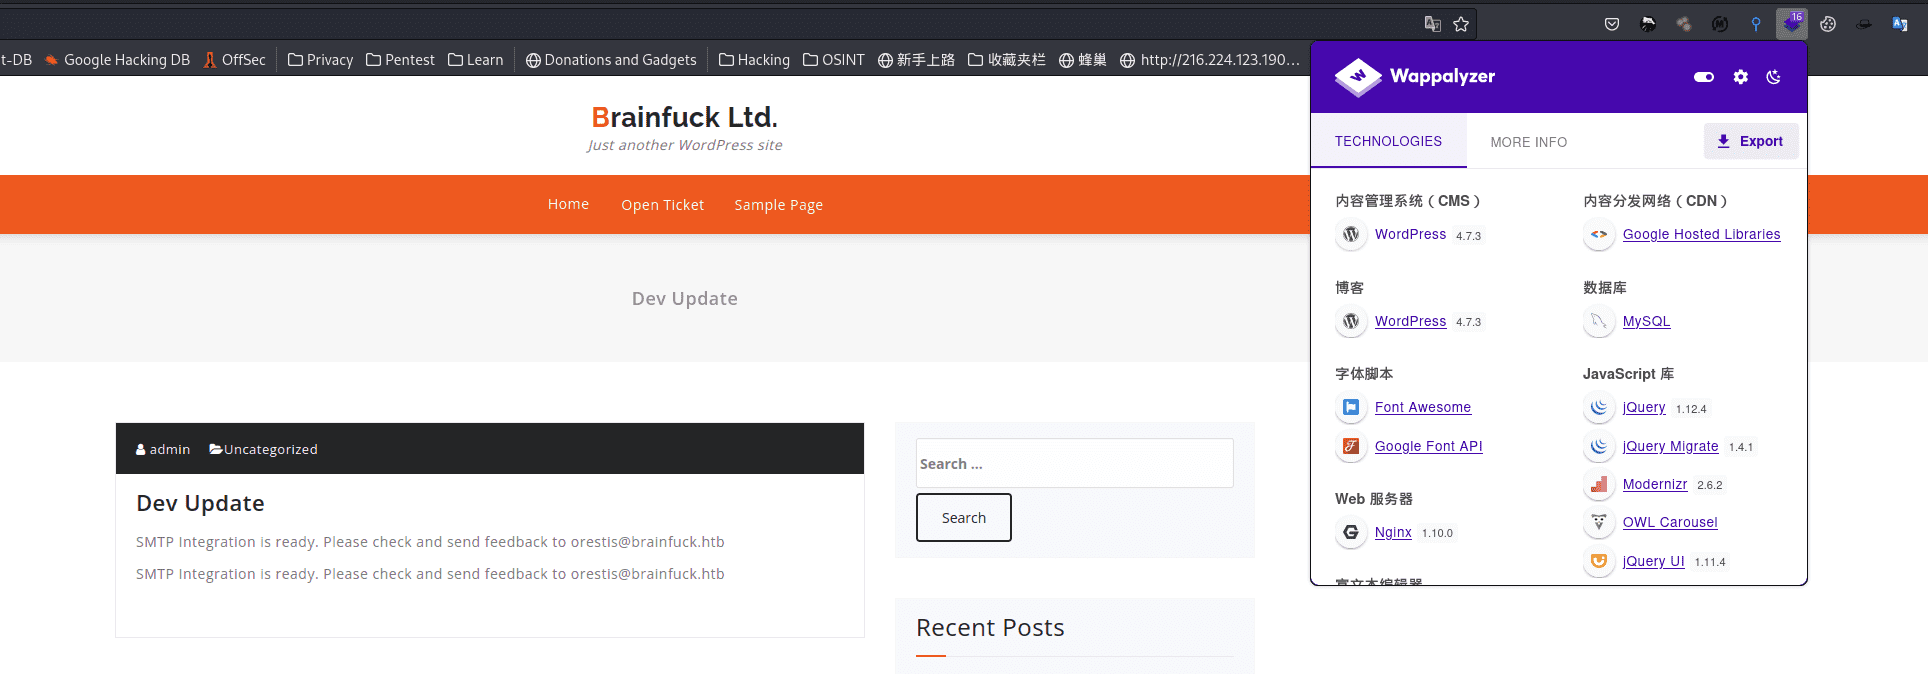 16
t-DB Google Hacking DB OffSec Privacy Pentest Learn Donations and Gadgets Hacking OSINT 新手上路 收藏夹栏 蜂巢 http://216.224.123.190...
Brainfuck Ltd.
Just another WordPress site
Home Open Ticket Sample Page
Dev Update
admin Uncategorized
Dev Update
SMTP Integration is ready. Please check and send feedback to orestis@brainfuck.htb
SMTP Integration is ready. Please check and send feedback to orestis@brainfuck.htb
Search ...
Search
Recent Posts
Wappalyzer
TECHNOLOGIES MORE INFO Export
内容管理系统（CMS）
WordPress 4.7.3
博客
WordPress 4.7.3
字体脚本
Font Awesome
Google Font API
Web 服务器
Nginx 1.10.0
富文本编辑器
内容分发网络（CDN）
Google Hosted Libraries
数据库
MySQL
JavaScript 库
jQuery 1.12.4
jQuery Migrate 1.4.1
Modernizr 2.6.2
OWL Carousel
jQuery UI 1.11.4